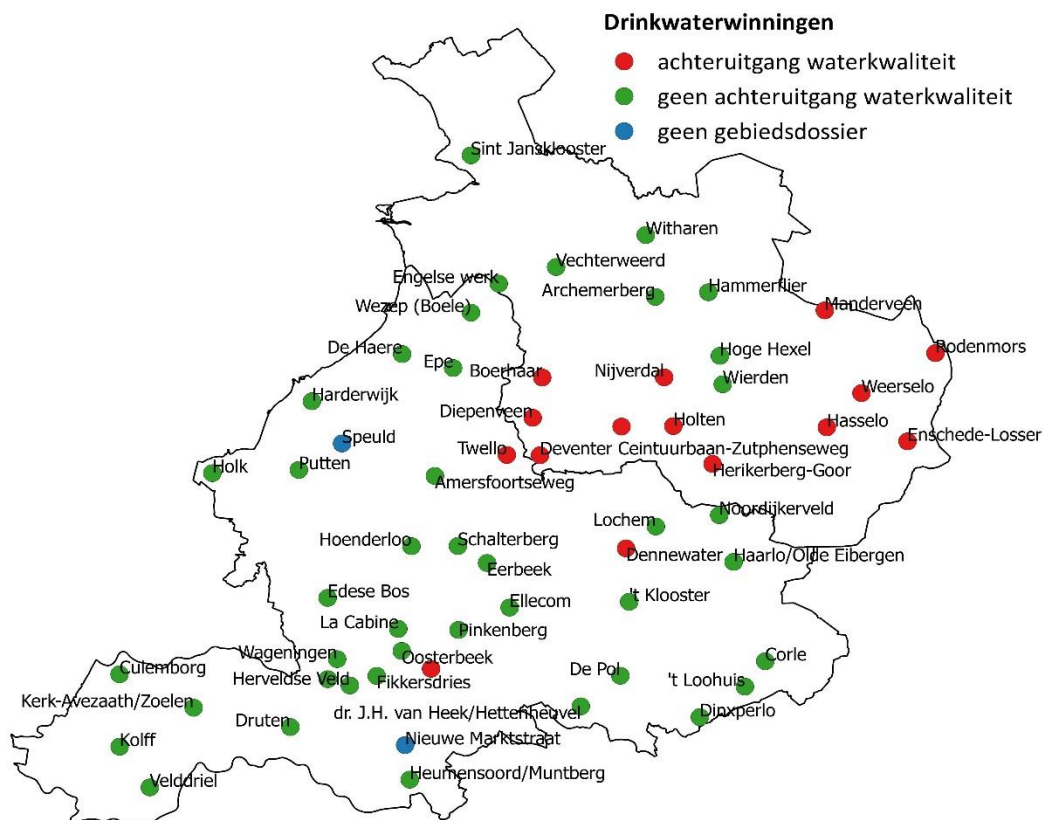 Drinkwaterwinningen
achteruitgang waterkwaliteit
geen achteruitgang waterkwaliteit
geen gebiedsdossier
Sint Jansklooster
Witharen
Vechterweerd
Engelse werk
Archemerberg
Hammerflier
Wezep (Boele)
Manderveen
De Haere
Epe
Hoge Hexel
Rodenmors
Boerhaar
Nijverdal
Wierden
Harderwijk
Weerselo
Diepenveen
Holten
Hasselo
Speuld
Enschede-Losser
Twello
Deventer Ceintuurbaan-Zutphenseweg
Holk
Putten
Herikerberg-Goor
Amersfoortseweg
Noordijkerveld
Lochem
Hoenderloo
Schalterberg
Dennewater
Haarlo/Olde Eibergen
Eerbeek
Edese Bos
't Klooster
Ellecom
La Cabine
Pinkenberg
Wageningen
Oosterbeek
Corle
Culemborg
De Pol
Herveldse Veld
Fikkersdries
't Loohuis
Kerk-Avezaath/Zoelen
dr. J.H. van Heek/Hettenheuvel
Dinxperlo
Druten
Kolff
Nieuwe Marktstraat
Heumensoord/Muntberg
Velddriel